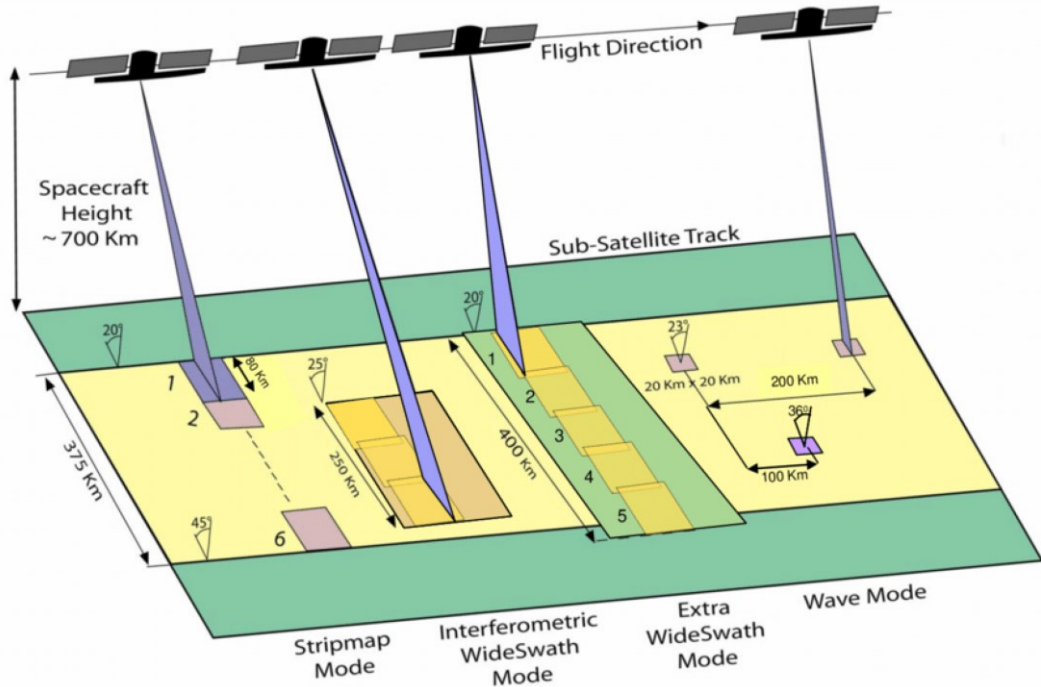 Flight Direction
Spacecraft
Height
~ 700 Km
Sub-Satellite Track
20°
20°
23°
1
80 Km
25°
1
20 Km x 20 Km
200 Km
2
2
36°
375 Km
250 Km
400 Km
3
100 Km
4
45°
6
5
Stripmap
Mode
Interferometric
WideSwath
Mode
Extra
WideSwath
Mode
Wave Mode